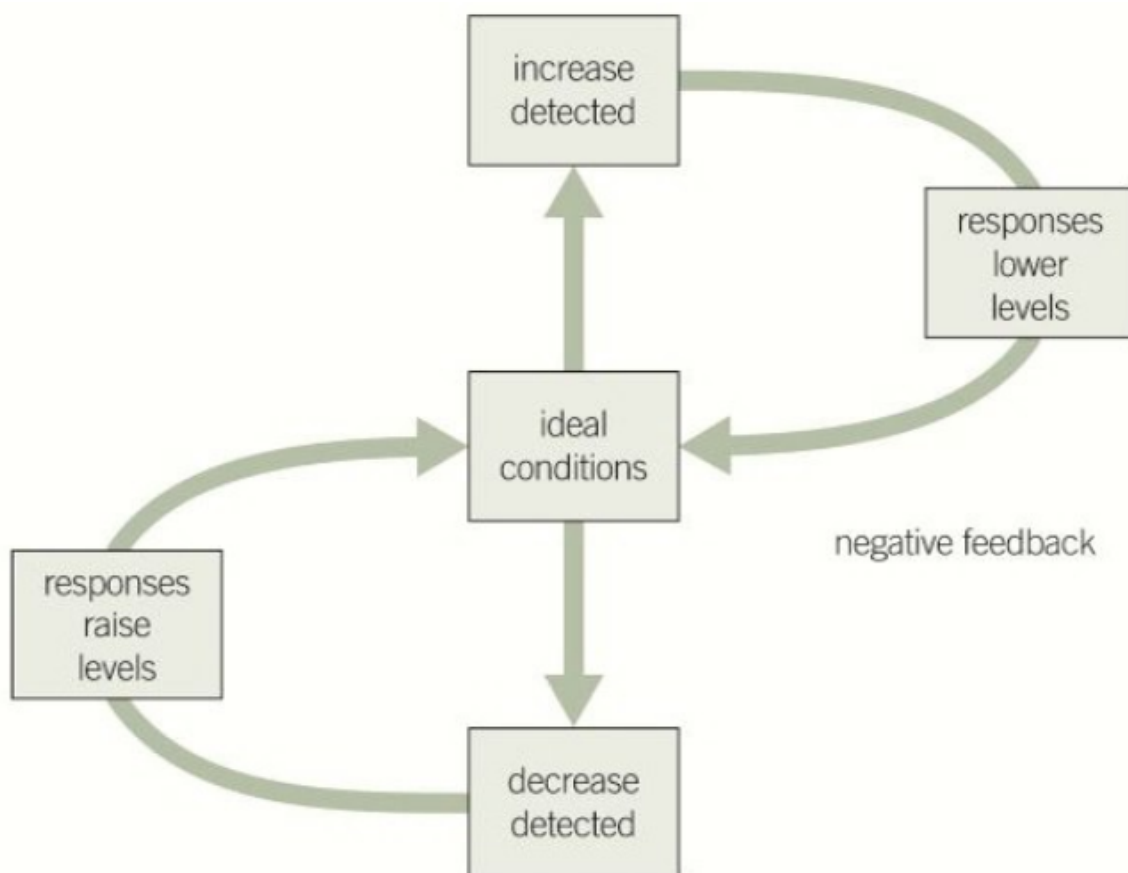 increase
detected
responses
lower
levels
ideal
conditions
negative feedback
responses
raise
levels
decrease
detected